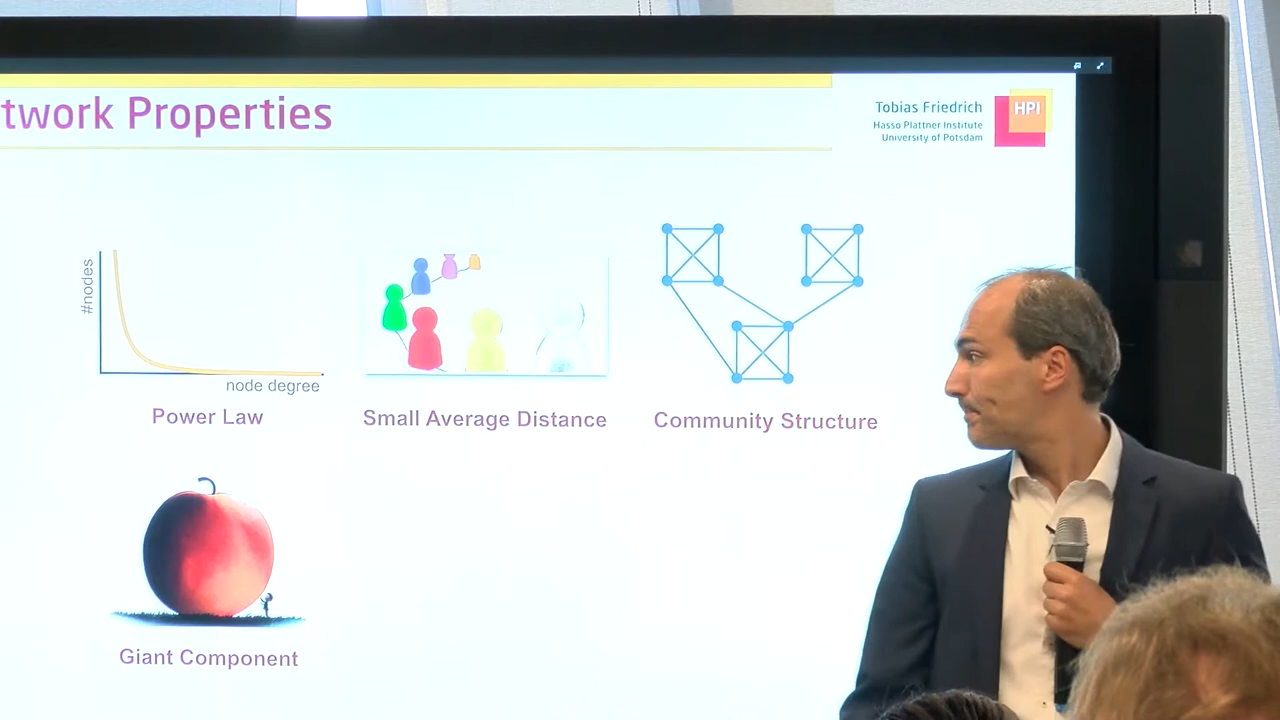 twork Properties
Tobias Friedrich
Hasso Plattner Institute
University of Potsdam
HPI
#nodes
node degree
Power Law
Small Average Distance
Community Structure
Giant Component